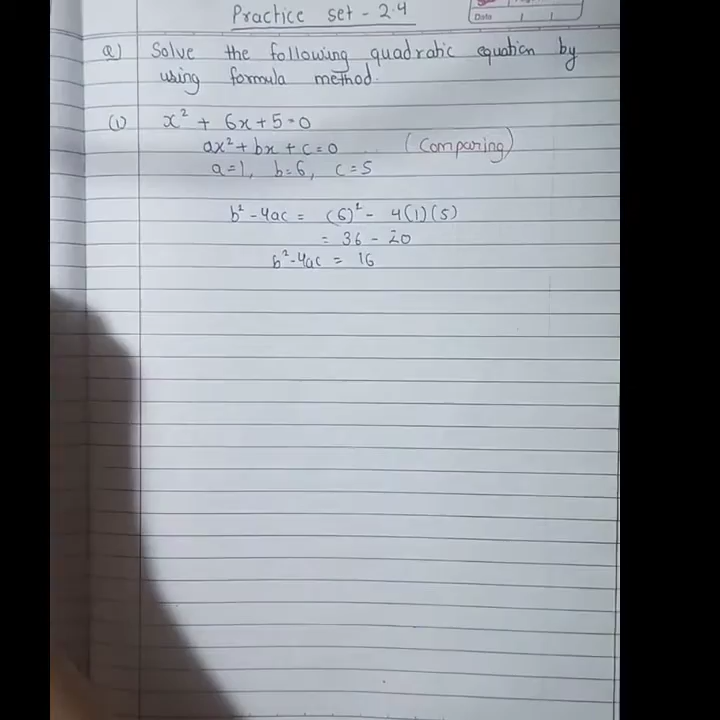 Practice set - 2.4
Data
Q) Solve the following quadratic equation by
using formula method.
(1) x² + 6x + 5 = 0
ax² + bx + c = 0 (Comparing)
a = 1, b = 6, c = 5
b² - 4ac = (6)² - 4(1)(5)
= 36 - 20
b² - 4ac = 16